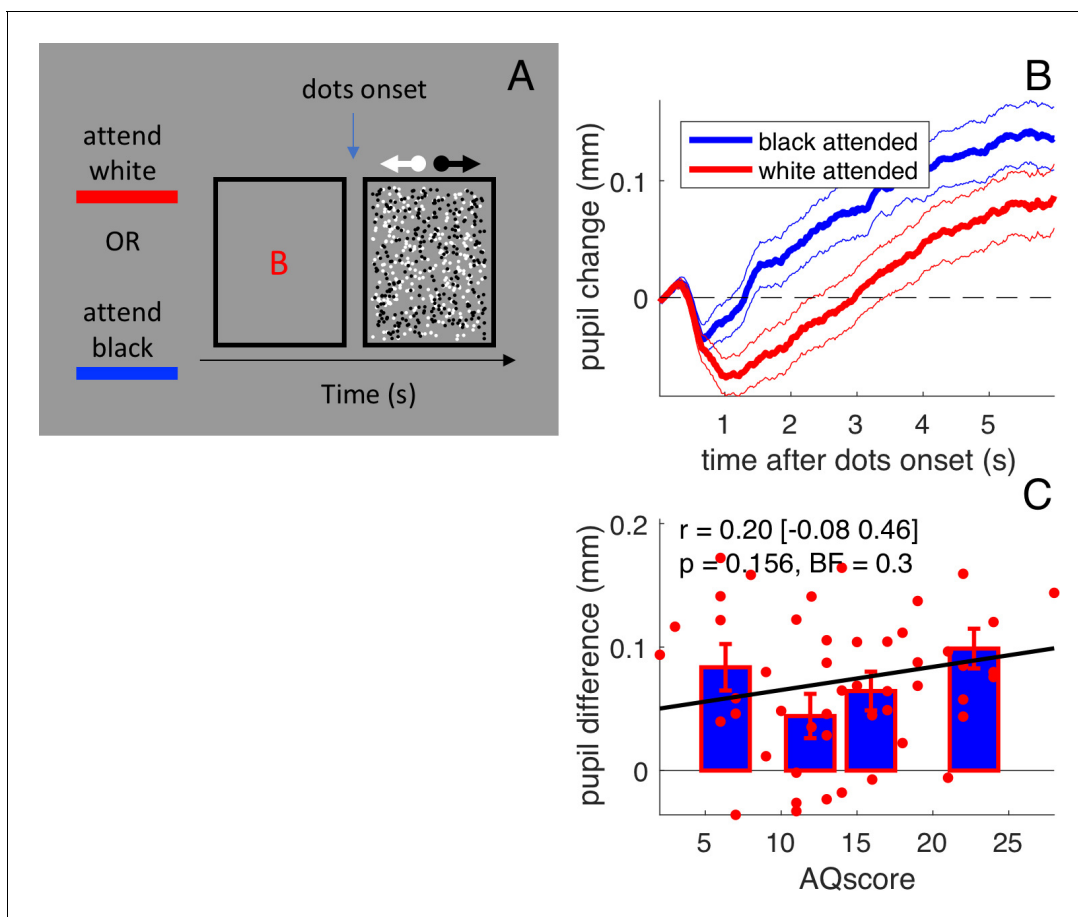 A
dots onset
attend
white
OR
attend
black
B
Time (s)
B
pupil change (mm)
black attended
white attended
0.1
0
1 2 3 4 5
time after dots onset (s)
C
pupil difference (mm)
r = 0.20 [-0.08 0.46]
p = 0.156, BF = 0.3
0.2
0.1
0
5 10 15 20 25
AQscore